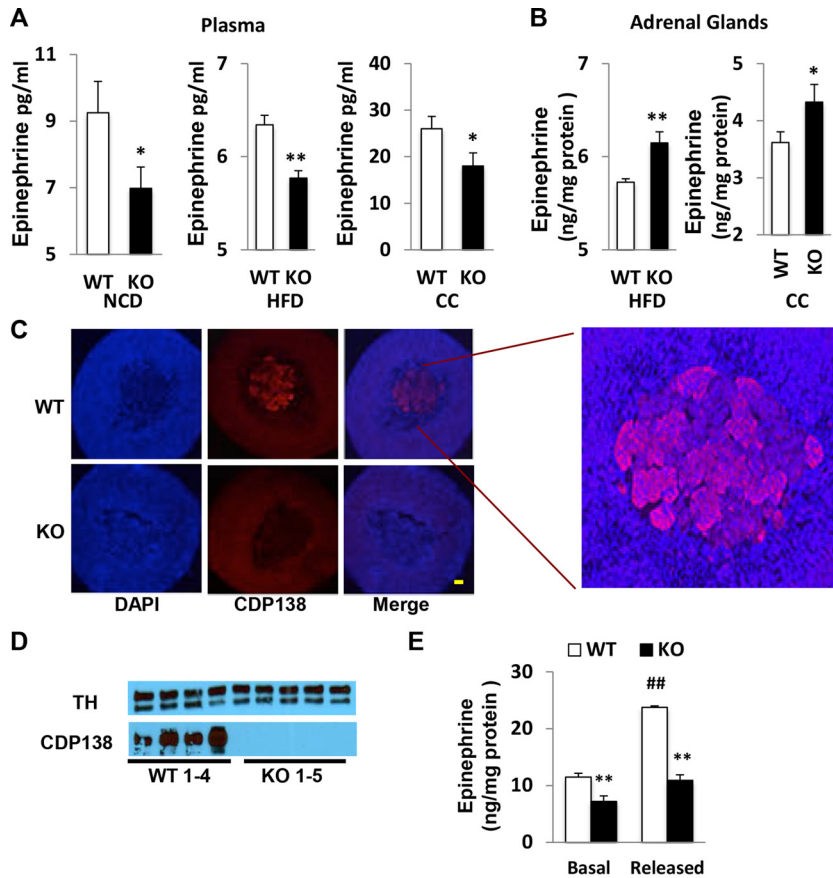 A
Plasma
Epinephrine pg/ml
11
9
7
5
*
WT KO
NCD
Epinephrine pg/ml
7
6
5
**
WT KO
HFD
Epinephrine pg/ml
40
30
20
10
0
*
WT KO
CC
B
Adrenal Glands
Epinephrine
(ng/mg protein )
7
6
5
**
WT KO
HFD
Epinephrine
(ng/mg protein)
5
4
3
2
*
WT
KO
CC
C
WT
KO
DAPI
CDP138
Merge
D
TH
CDP138
WT 1-4
KO 1-5
E
WT
KO
Epinephrine
(ng/mg protein)
30
20
10
0
**
##
**
Basal
Released